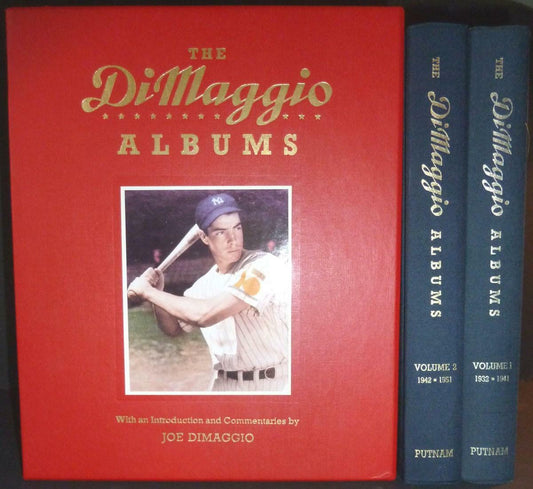 THE
DiMaggio
ALBUMS
With an Introduction and Commentaries by
JOE DIMAGGIO
THE DiMaggio ALBUMS
VOLUME 2
1942 ★ 1951
PUTNAM
THE DiMaggio ALBUMS
VOLUME 1
1932 ★ 1941
PUTNAM